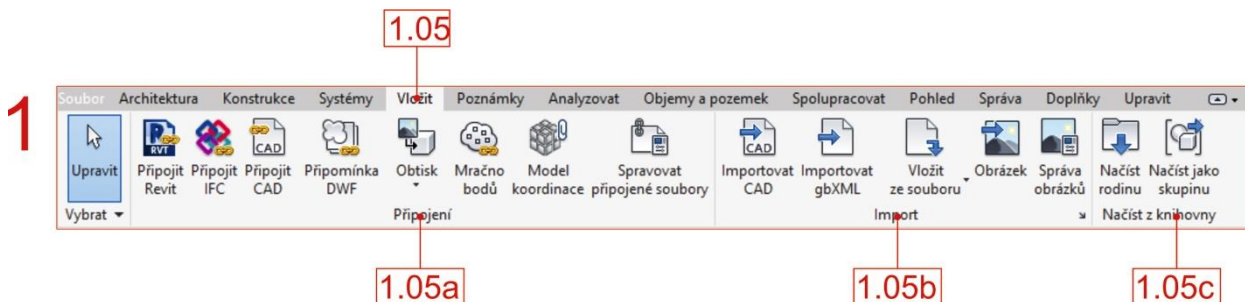 1.05
1
Soubor Architektura Konstrukce Systémy Vložit Poznámky Analyzovat Objemy a pozemek Spolupracovat Pohled Správa Doplňky Upravit
RVT CAD CAD
Upravit Připojit Připojit Připojit Připomínka Obtisk Mračno Model Spravovat Importovat Importovat Vložit Obrázek Správa Načíst Načíst jako
Revit IFC CAD DWF bodů koordinace připojené soubory CAD gbXML ze souboru obrázků rodinu skupinu
Vybrat Připojení Import Načíst z knihovny
1.05a 1.05b 1.05c